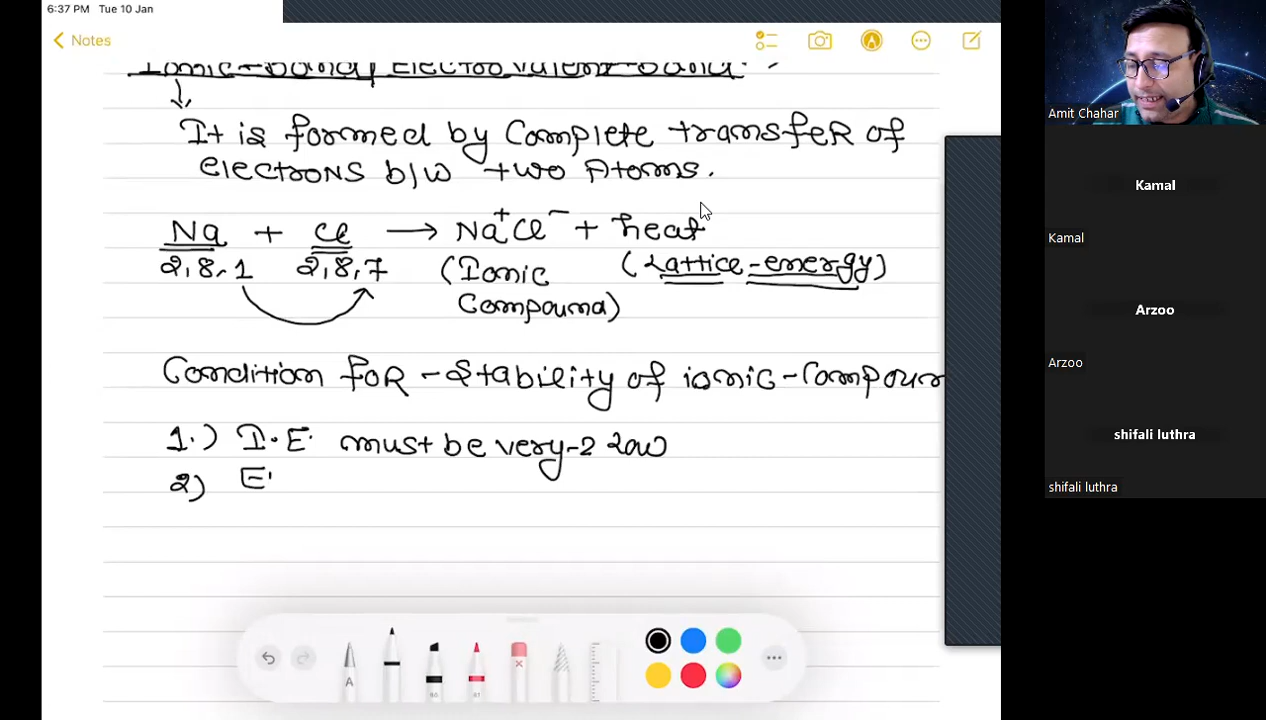 6:37 PM Tue 10 Jan
Notes
Ionic-bond/Electrovalent-bond:
It is formed by Complete transfeR of
electRons b/w two Atoms.
Na + Cl → Na⁺Cl⁻ + heat
2,8,1 2,8,7 (Ionic Compound) (Lattice-energy)
Condition foR-Stability of ionic-Compoun
1.) I.E. must be very-2 low
2) E.
A
80
81
Amit Chahar
Kamal
Kamal
Arzoo
Arzoo
shifali luthra
shifali luthra